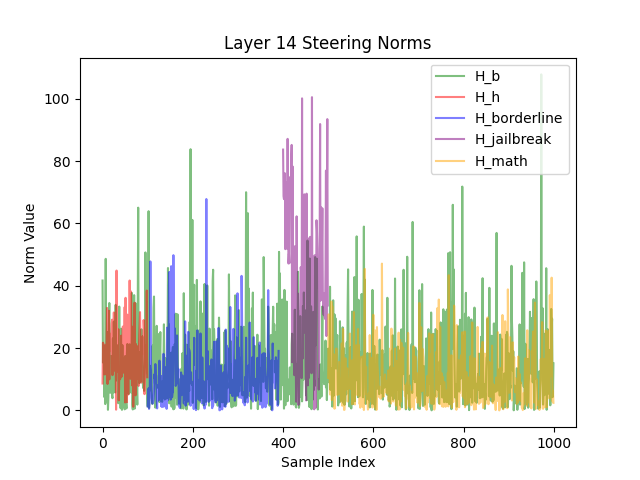 Layer 14 Steering Norms
Norm Value
100
80
60
40
20
0
H_b
H_h
H_borderline
H_jailbreak
H_math
0
200
400
600
800
1000
Sample Index